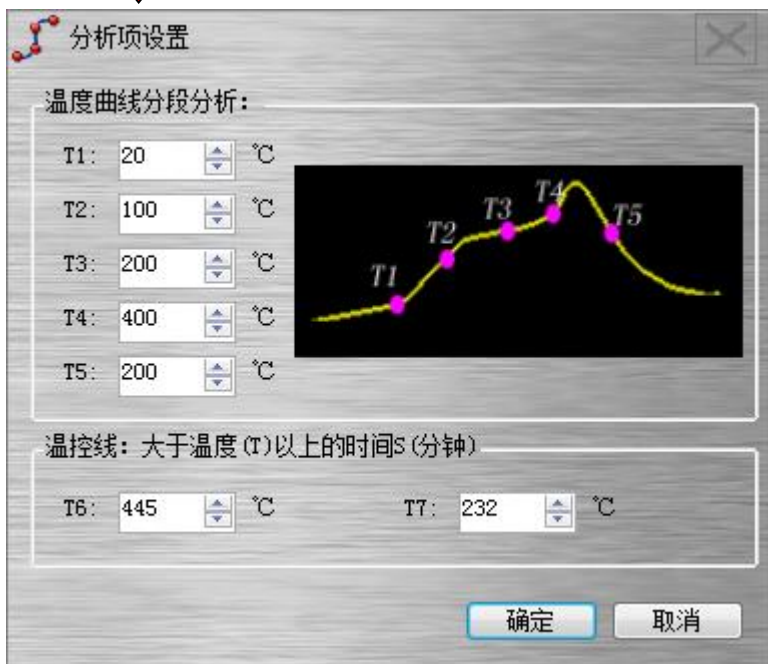 分析项设置
温度曲线分段分析:
T1: 20 ℃
T2: 100 ℃
T3: 200 ℃
T4: 400 ℃
T5: 200 ℃
T1
T2
T3
T4
T5
温控线: 大于温度(T)以上的时间S(分钟)
T6: 445 ℃ T7: 232 ℃
确定 取消